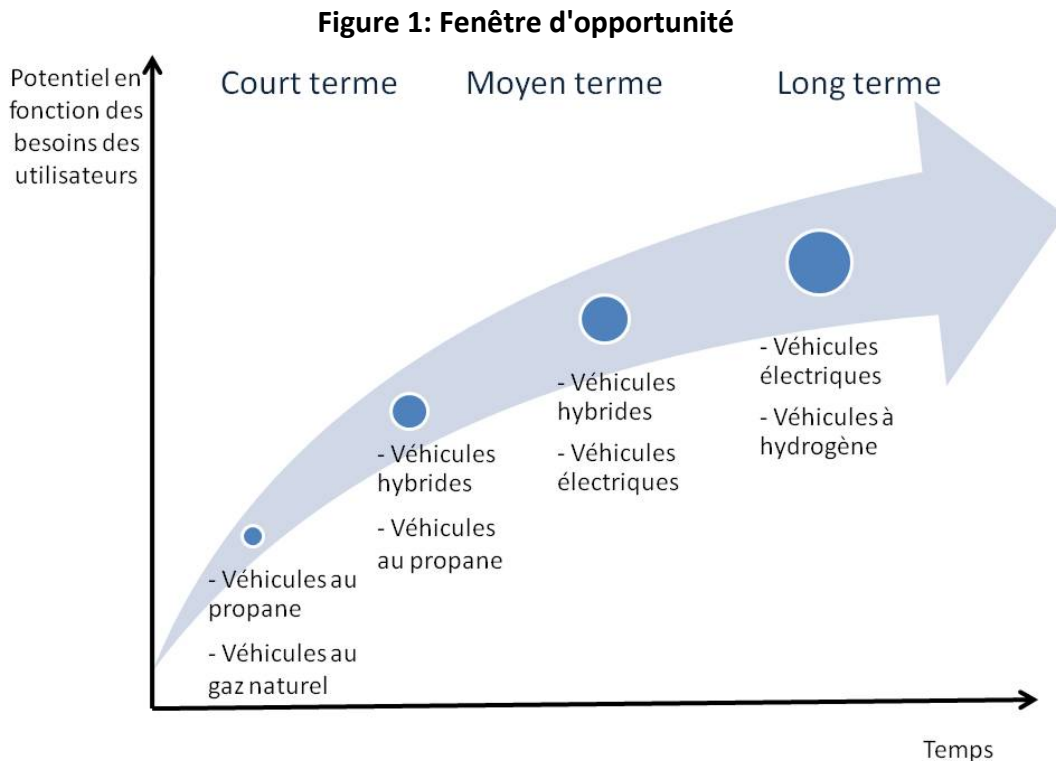 Figure 1: Fenêtre d'opportunité
Potentiel en
fonction des
besoins des
utilisateurs
Court terme
Moyen terme
Long terme
- Véhicules au
propane
- Véhicules au
gaz naturel
- Véhicules
hybrides
- Véhicules
au propane
- Véhicules
hybrides
- Véhicules
électriques
- Véhicules
électriques
- Véhicules à
hydrogène
Temps